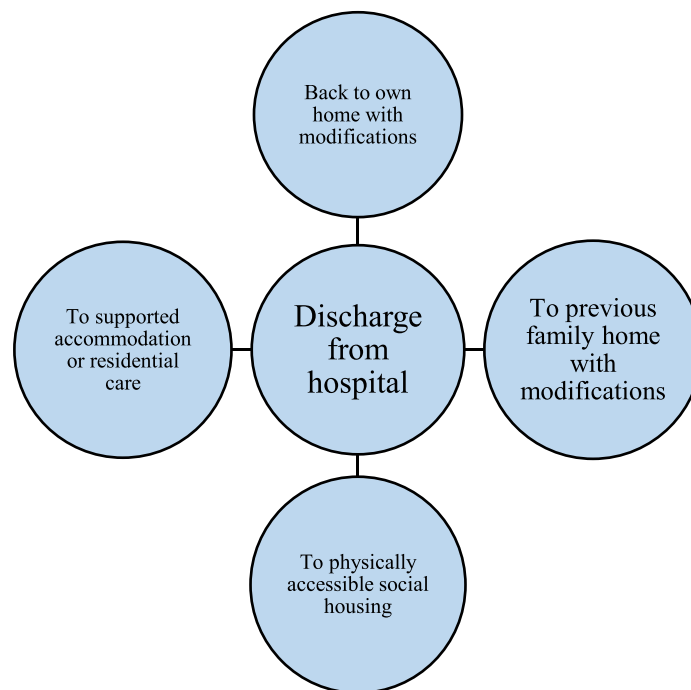 Back to own
home with
modifications
To supported
accommodation
or residential
care
Discharge
from
hospital
To previous
family home
with
modifications
To physically
accessible social
housing